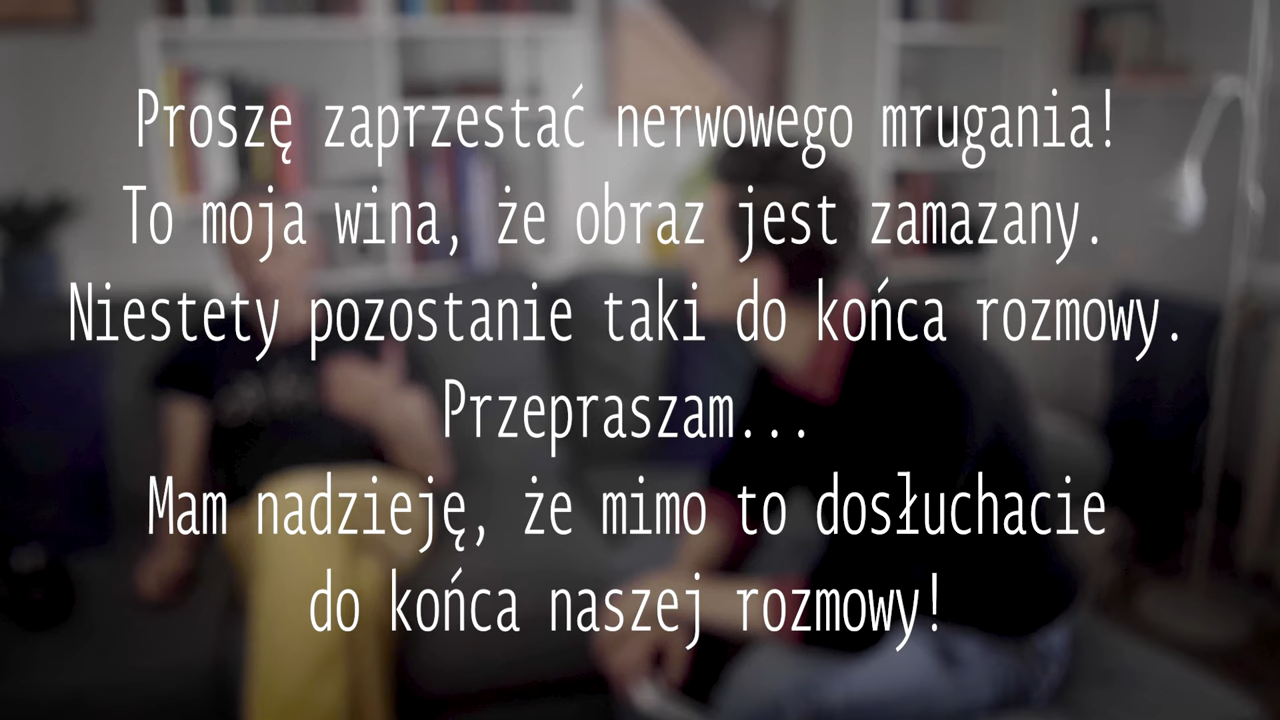 Proszę zaprzestać nerwowego mrugania!
To moja wina, że obraz jest zamazany.
Niestety pozostanie taki do końca rozmowy.
Przepraszam...
Mam nadzieję, że mimo to dosłuchacie
do końca naszej rozmowy!